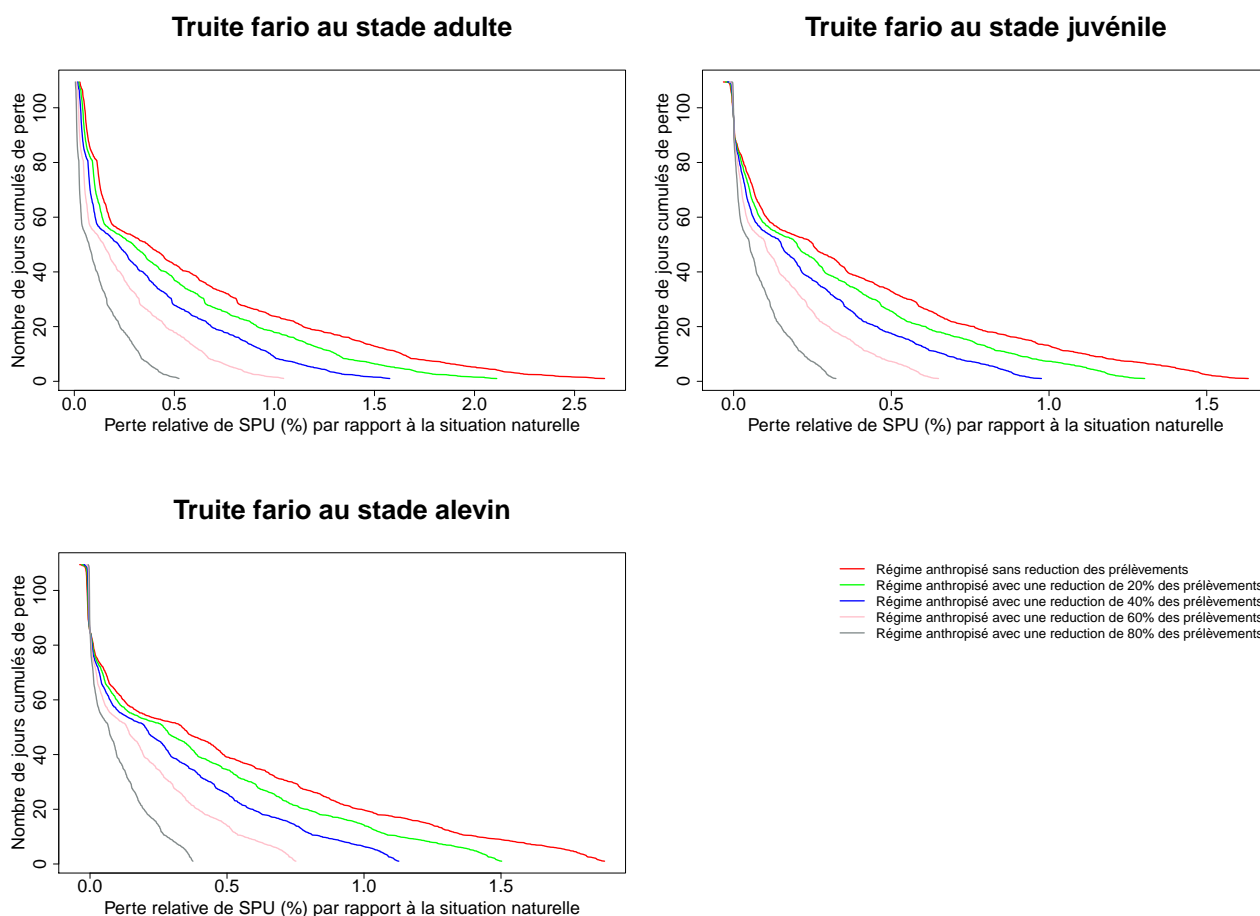 Truite fario au stade adulte
Nombre de jours cumulés de perte
100
80
60
40
20
0
0.0 0.5 1.0 1.5 2.0 2.5
Perte relative de SPU (%) par rapport à la situation naturelle
Truite fario au stade juvénile
Nombre de jours cumulés de perte
100
80
60
40
20
0
0.0 0.5 1.0 1.5
Perte relative de SPU (%) par rapport à la situation naturelle
Truite fario au stade alevin
Nombre de jours cumulés de perte
100
80
60
40
20
0
0.0 0.5 1.0 1.5
Perte relative de SPU (%) par rapport à la situation naturelle
Régime anthropisé sans reduction des prélèvements
Régime anthropisé avec une reduction de 20% des prélèvements
Régime anthropisé avec une reduction de 40% des prélèvements
Régime anthropisé avec une reduction de 60% des prélèvements
Régime anthropisé avec une reduction de 80% des prélèvements